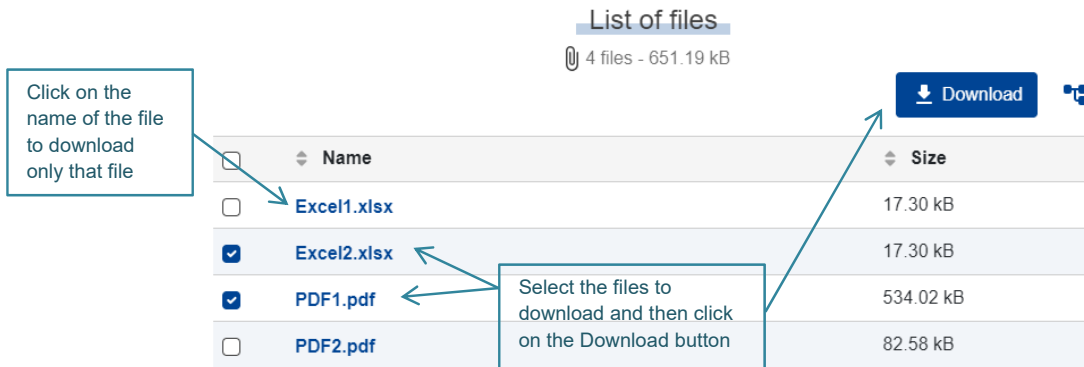 List of files
4 files - 651.19 kB
Click on the
name of the file
to download
only that file
Download
Name Size
Excel1.xlsx 17.30 kB
Excel2.xlsx 17.30 kB
PDF1.pdf 534.02 kB
Select the files to
download and then click
on the Download button
PDF2.pdf 82.58 kB